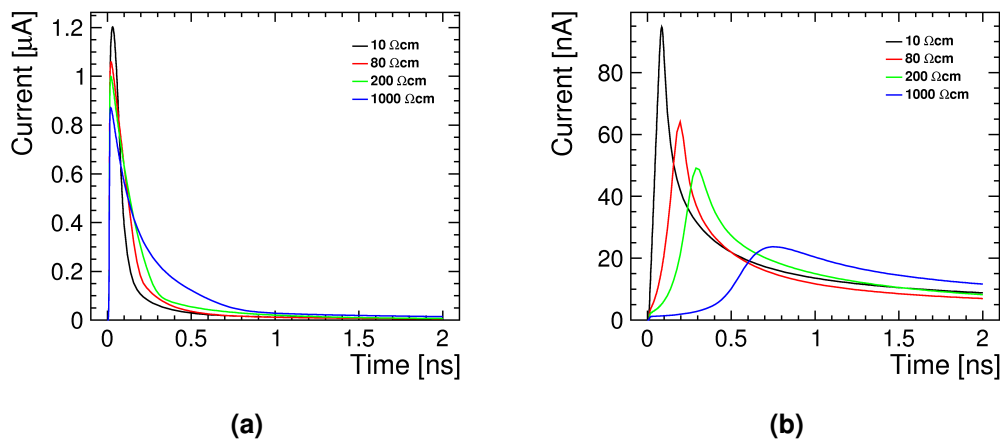 Current [µA]
1.2
1
0.8
0.6
0.4
0.2
0
0 0.5 1 1.5 2
Time [ns]
10 Ωcm
80 Ωcm
200 Ωcm
1000 Ωcm
(a)
Current [nA]
80
60
40
20
0
0 0.5 1 1.5 2
Time [ns]
10 Ωcm
80 Ωcm
200 Ωcm
1000 Ωcm
(b)